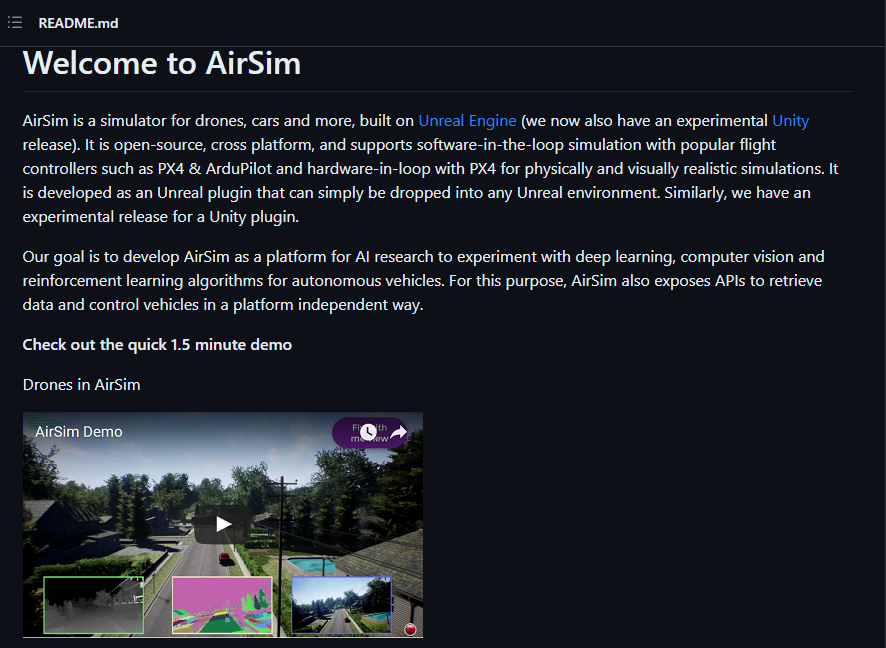 README.md
Welcome to AirSim
AirSim is a simulator for drones, cars and more, built on Unreal Engine (we now also have an experimental Unity
release). It is open-source, cross platform, and supports software-in-the-loop simulation with popular flight
controllers such as PX4 & ArduPilot and hardware-in-loop with PX4 for physically and visually realistic simulations. It
is developed as an Unreal plugin that can simply be dropped into any Unreal environment. Similarly, we have an
experimental release for a Unity plugin.
Our goal is to develop AirSim as a platform for AI research to experiment with deep learning, computer vision and
reinforcement learning algorithms for autonomous vehicles. For this purpose, AirSim also exposes APIs to retrieve
data and control vehicles in a platform independent way.
Check out the quick 1.5 minute demo
Drones in AirSim
AirSim Demo